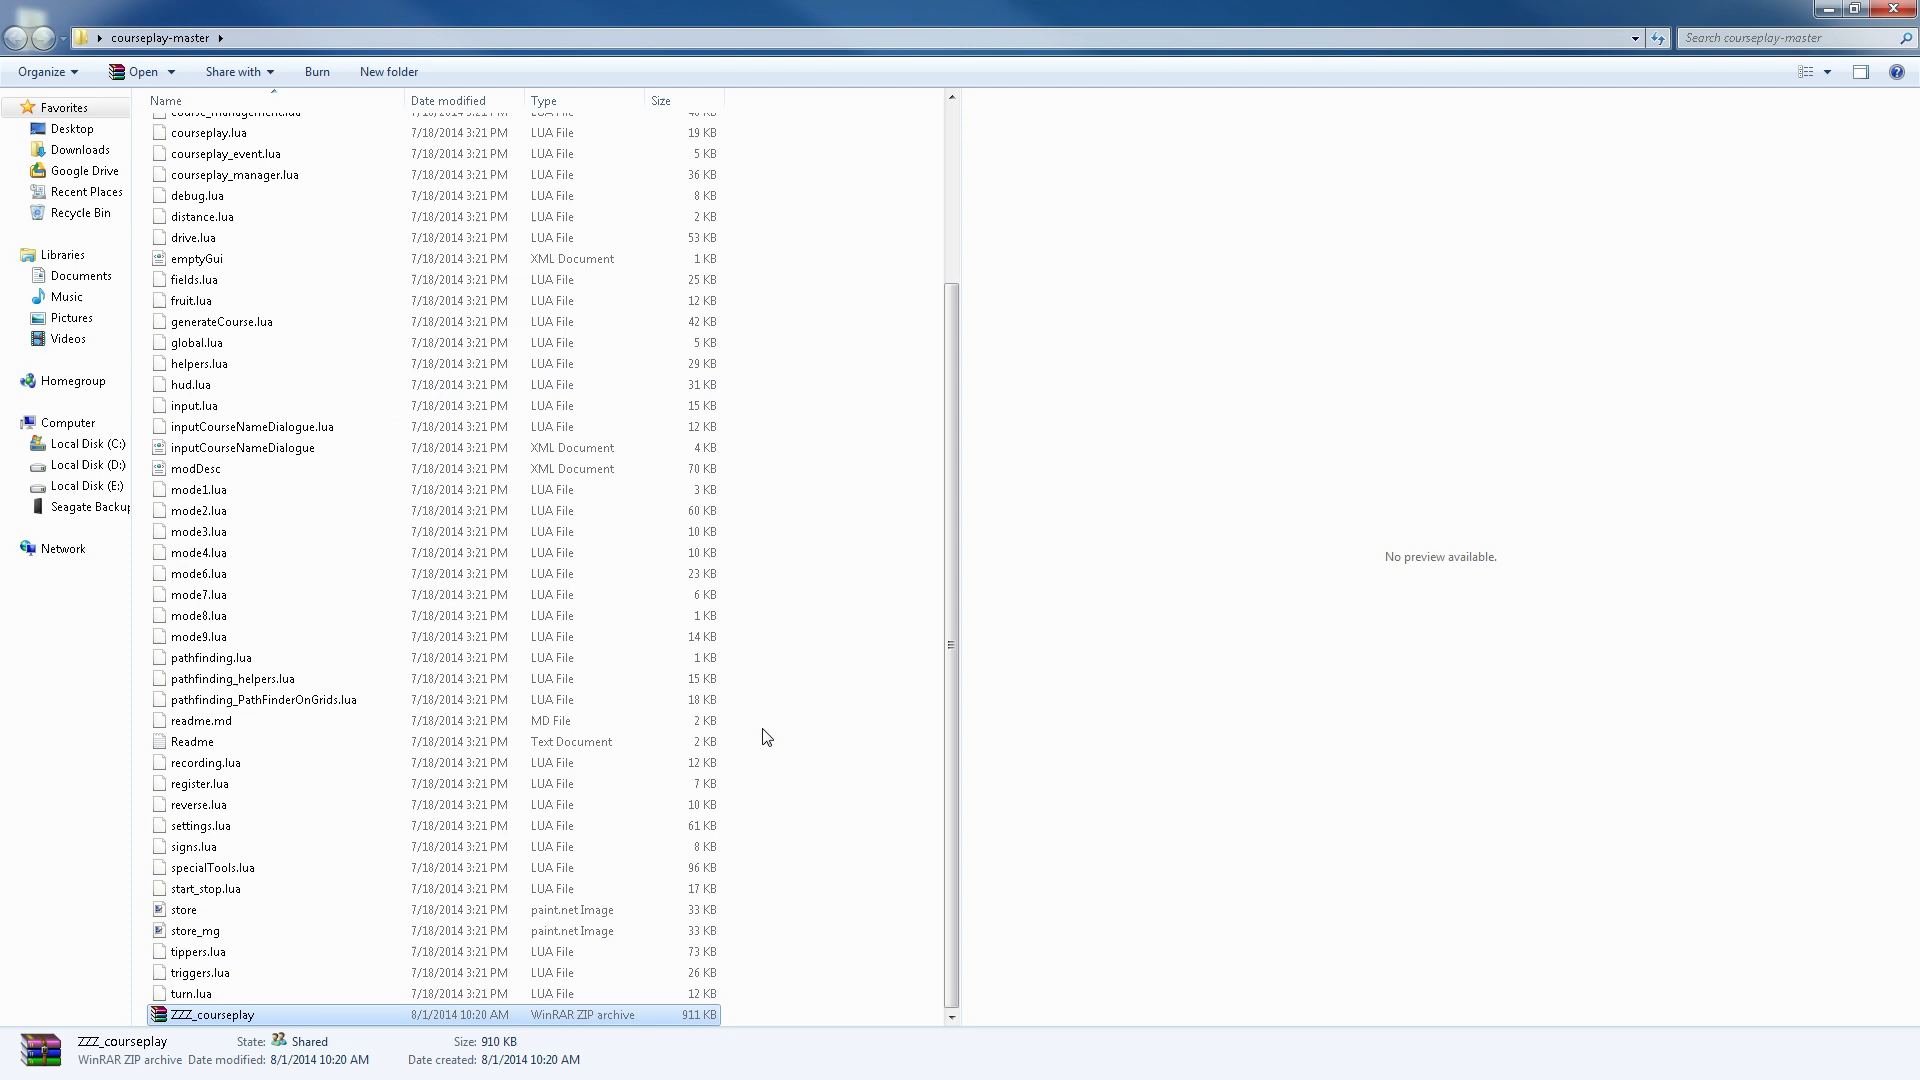 courseplay-master
Search courseplay-master
Organize Open Share with Burn New folder
Name Date modified Type Size
course_management.lua 7/18/2014 3:21 PM LUA File 40 KB
courseplay.lua 7/18/2014 3:21 PM LUA File 19 KB
courseplay_event.lua 7/18/2014 3:21 PM LUA File 5 KB
courseplay_manager.lua 7/18/2014 3:21 PM LUA File 36 KB
debug.lua 7/18/2014 3:21 PM LUA File 8 KB
distance.lua 7/18/2014 3:21 PM LUA File 2 KB
drive.lua 7/18/2014 3:21 PM LUA File 53 KB
emptyGui 7/18/2014 3:21 PM XML Document 1 KB
fields.lua 7/18/2014 3:21 PM LUA File 25 KB
fruit.lua 7/18/2014 3:21 PM LUA File 12 KB
generateCourse.lua 7/18/2014 3:21 PM LUA File 42 KB
global.lua 7/18/2014 3:21 PM LUA File 5 KB
helpers.lua 7/18/2014 3:21 PM LUA File 29 KB
hud.lua 7/18/2014 3:21 PM LUA File 31 KB
input.lua 7/18/2014 3:21 PM LUA File 15 KB
inputCourseNameDialogue.lua 7/18/2014 3:21 PM LUA File 12 KB
inputCourseNameDialogue 7/18/2014 3:21 PM XML Document 4 KB
modDesc 7/18/2014 3:21 PM XML Document 70 KB
mode1.lua 7/18/2014 3:21 PM LUA File 3 KB
mode2.lua 7/18/2014 3:21 PM LUA File 60 KB
mode3.lua 7/18/2014 3:21 PM LUA File 10 KB
mode4.lua 7/18/2014 3:21 PM LUA File 10 KB
mode6.lua 7/18/2014 3:21 PM LUA File 23 KB
mode7.lua 7/18/2014 3:21 PM LUA File 6 KB
mode8.lua 7/18/2014 3:21 PM LUA File 1 KB
mode9.lua 7/18/2014 3:21 PM LUA File 14 KB
pathfinding.lua 7/18/2014 3:21 PM LUA File 1 KB
pathfinding_helpers.lua 7/18/2014 3:21 PM LUA File 15 KB
pathfinding_PathFinderOnGrids.lua 7/18/2014 3:21 PM LUA File 18 KB
readme.md 7/18/2014 3:21 PM MD File 2 KB
Readme 7/18/2014 3:21 PM Text Document 2 KB
recording.lua 7/18/2014 3:21 PM LUA File 12 KB
register.lua 7/18/2014 3:21 PM LUA File 7 KB
reverse.lua 7/18/2014 3:21 PM LUA File 10 KB
settings.lua 7/18/2014 3:21 PM LUA File 61 KB
signs.lua 7/18/2014 3:21 PM LUA File 8 KB
specialTools.lua 7/18/2014 3:21 PM LUA File 96 KB
start_stop.lua 7/18/2014 3:21 PM LUA File 17 KB
store 7/18/2014 3:21 PM paint.net Image 33 KB
store_mg 7/18/2014 3:21 PM paint.net Image 33 KB
tippers.lua 7/18/2014 3:21 PM LUA File 73 KB
triggers.lua 7/18/2014 3:21 PM LUA File 26 KB
turn.lua 7/18/2014 3:21 PM LUA File 12 KB
ZZZ_courseplay 8/1/2014 10:20 AM WinRAR ZIP archive 911 KB
Favorites
Desktop
Downloads
Google Drive
Recent Places
Recycle Bin
Libraries
Documents
Music
Pictures
Videos
Homegroup
Computer
Local Disk (C:)
Local Disk (D:)
Local Disk (E:)
Seagate Backup
Network
No preview available.
ZZZ_courseplay State: Shared Size: 910 KB
WinRAR ZIP archive Date modified: 8/1/2014 10:20 AM Date created: 8/1/2014 10:20 AM